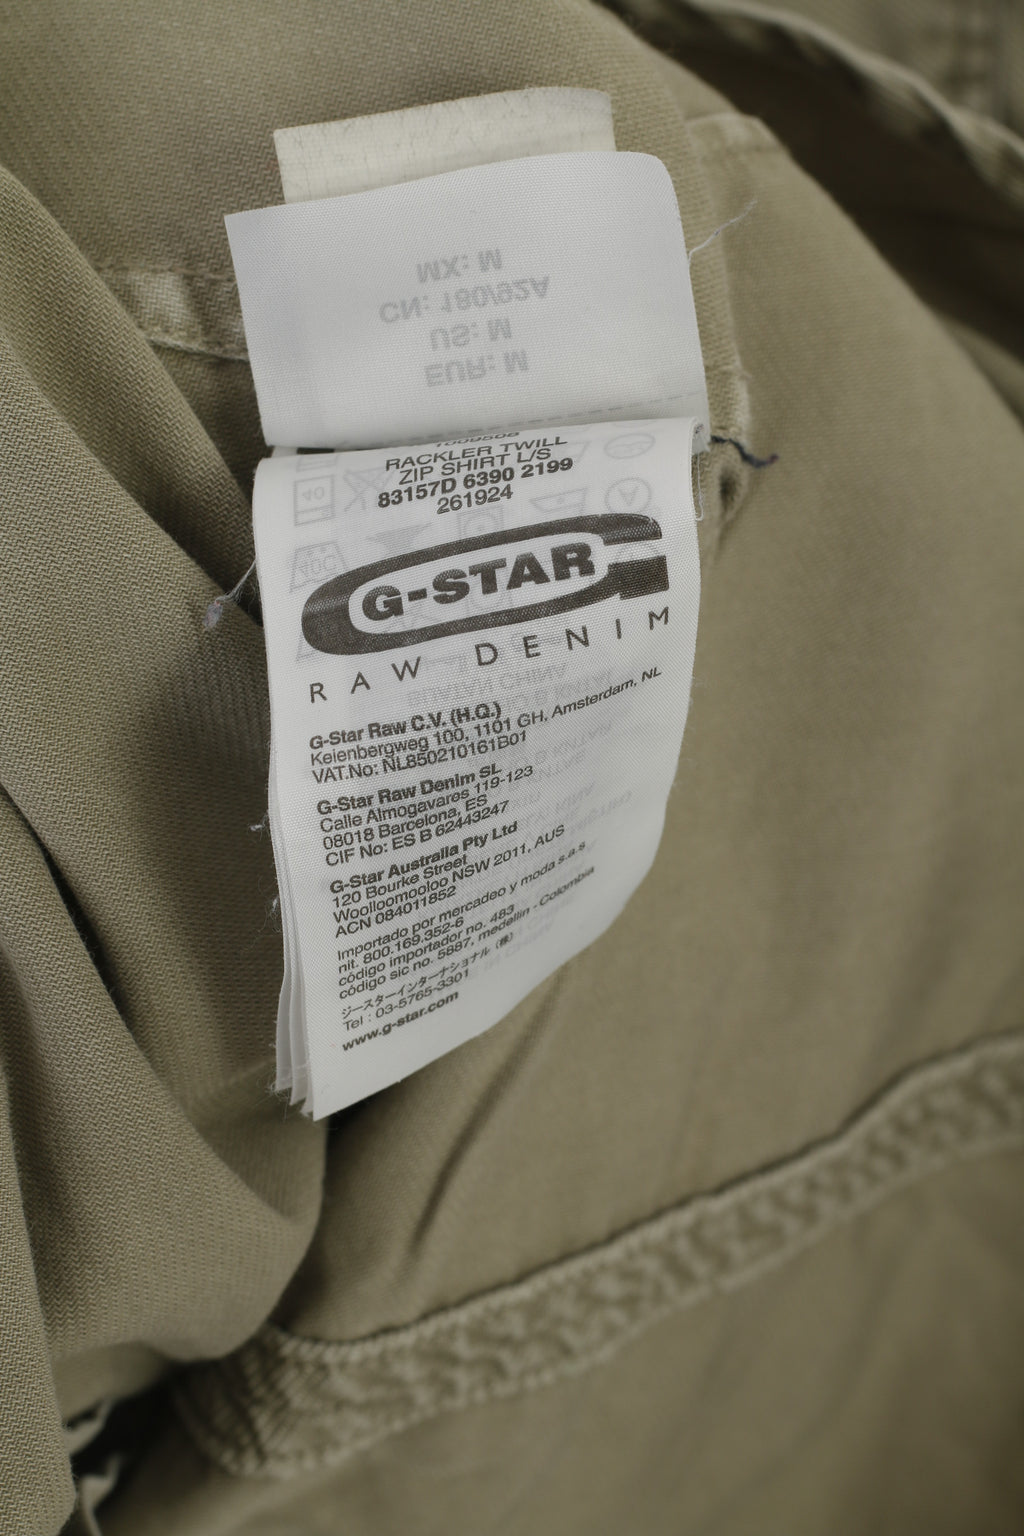 MX: M
CN: 180/92A
US: M
EUR: M
RACKLER TWILL
ZIP SHIRT L/S
83157D 6390 2199
261924
G-STAR
RAW DENIM
G-Star Raw C.V. (H.Q.)
Keienbergweg 100, 1101 GH, Amsterdam, NL
VAT.No: NL850210161B01
G-Star Raw Denim SL
Calle Almogavares 119-123
08018 Barcelona, ES
CIF No: ES B 62443247
G-Star Australia Pty Ltd
120 Bourke Street
Woolloomooloo NSW 2011, AUS
ACN 084011852
Importado por mercadeo y moda s.a.s
nit. 800.169.352-6
código importador no. 483
código sic no. 5887, medellin - Colombia
ジースターインターナショナル（株）
Tel : 03-5765-3301
www.g-star.com